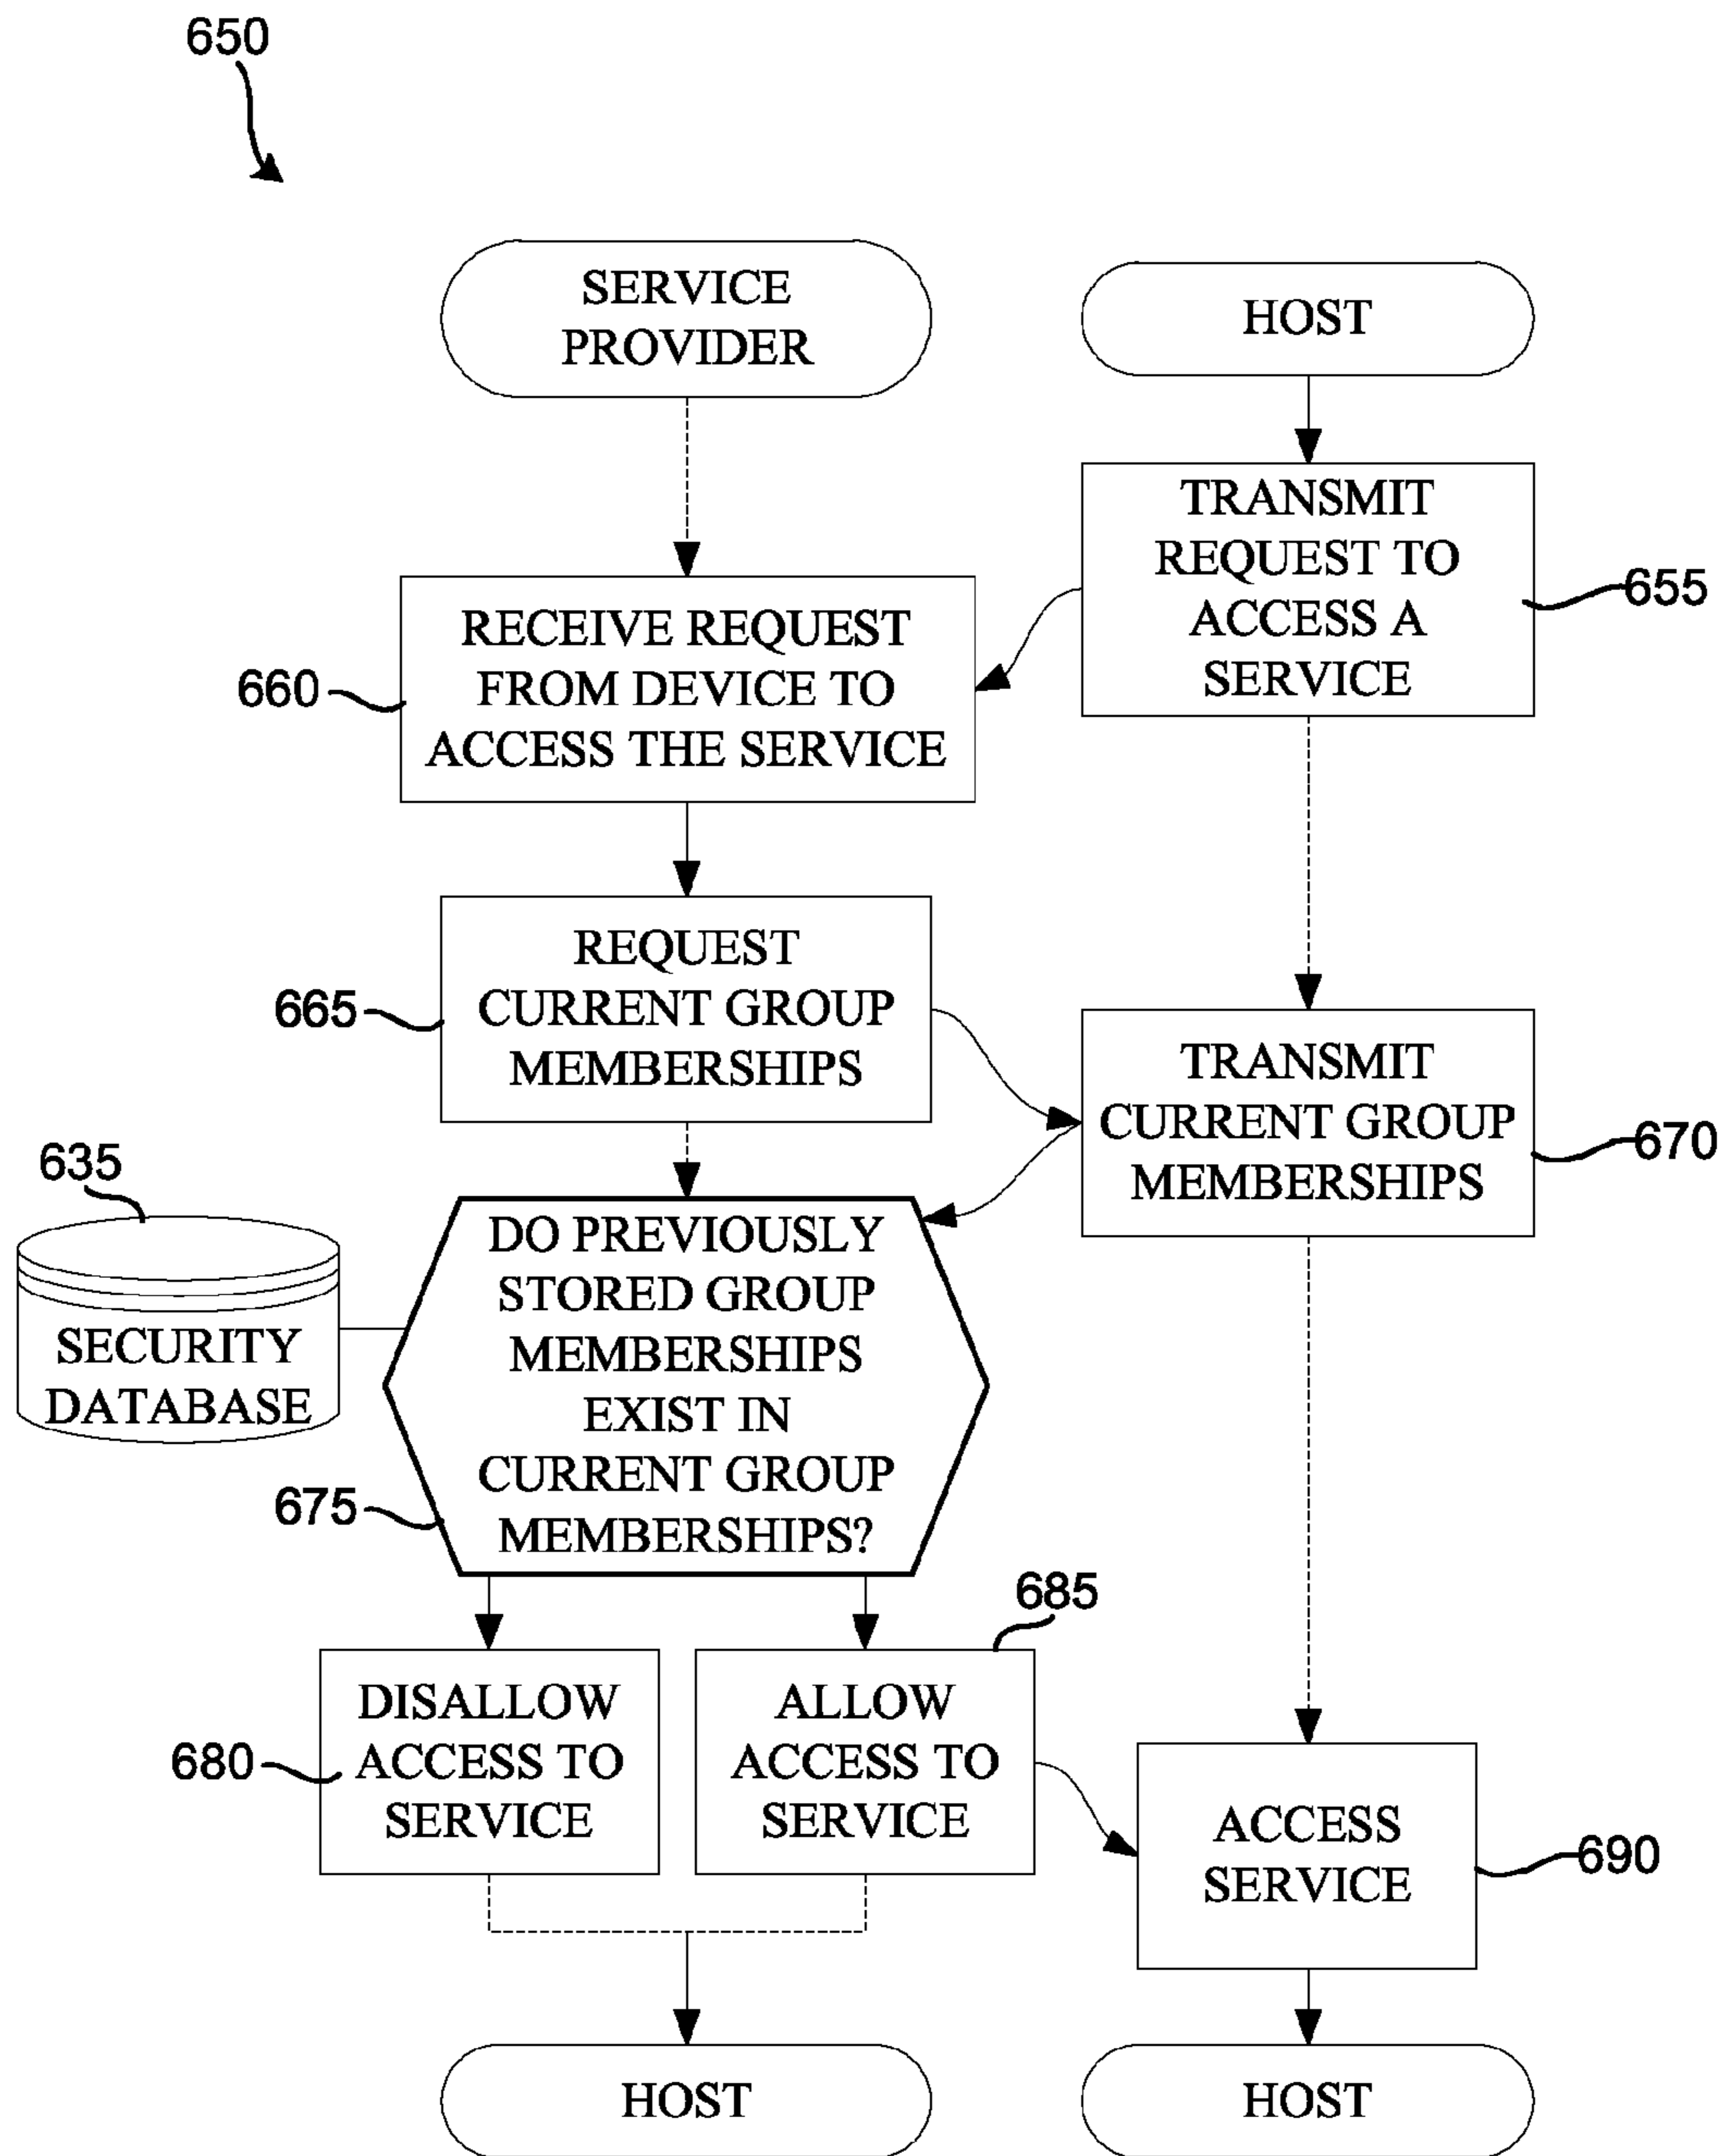 650
SERVICE
PROVIDER
HOST
TRANSMIT
REQUEST TO
ACCESS A
SERVICE
655
RECEIVE REQUEST
FROM DEVICE TO
ACCESS THE SERVICE
660
REQUEST
CURRENT GROUP
MEMBERSHIPS
665
TRANSMIT
CURRENT GROUP
MEMBERSHIPS
670
635
SECURITY
DATABASE
DO PREVIOUSLY
STORED GROUP
MEMBERSHIPS
EXIST IN
CURRENT GROUP
MEMBERSHIPS?
675
685
DISALLOW
ACCESS TO
SERVICE
680
ALLOW
ACCESS TO
SERVICE
ACCESS
SERVICE
690
HOST
HOST